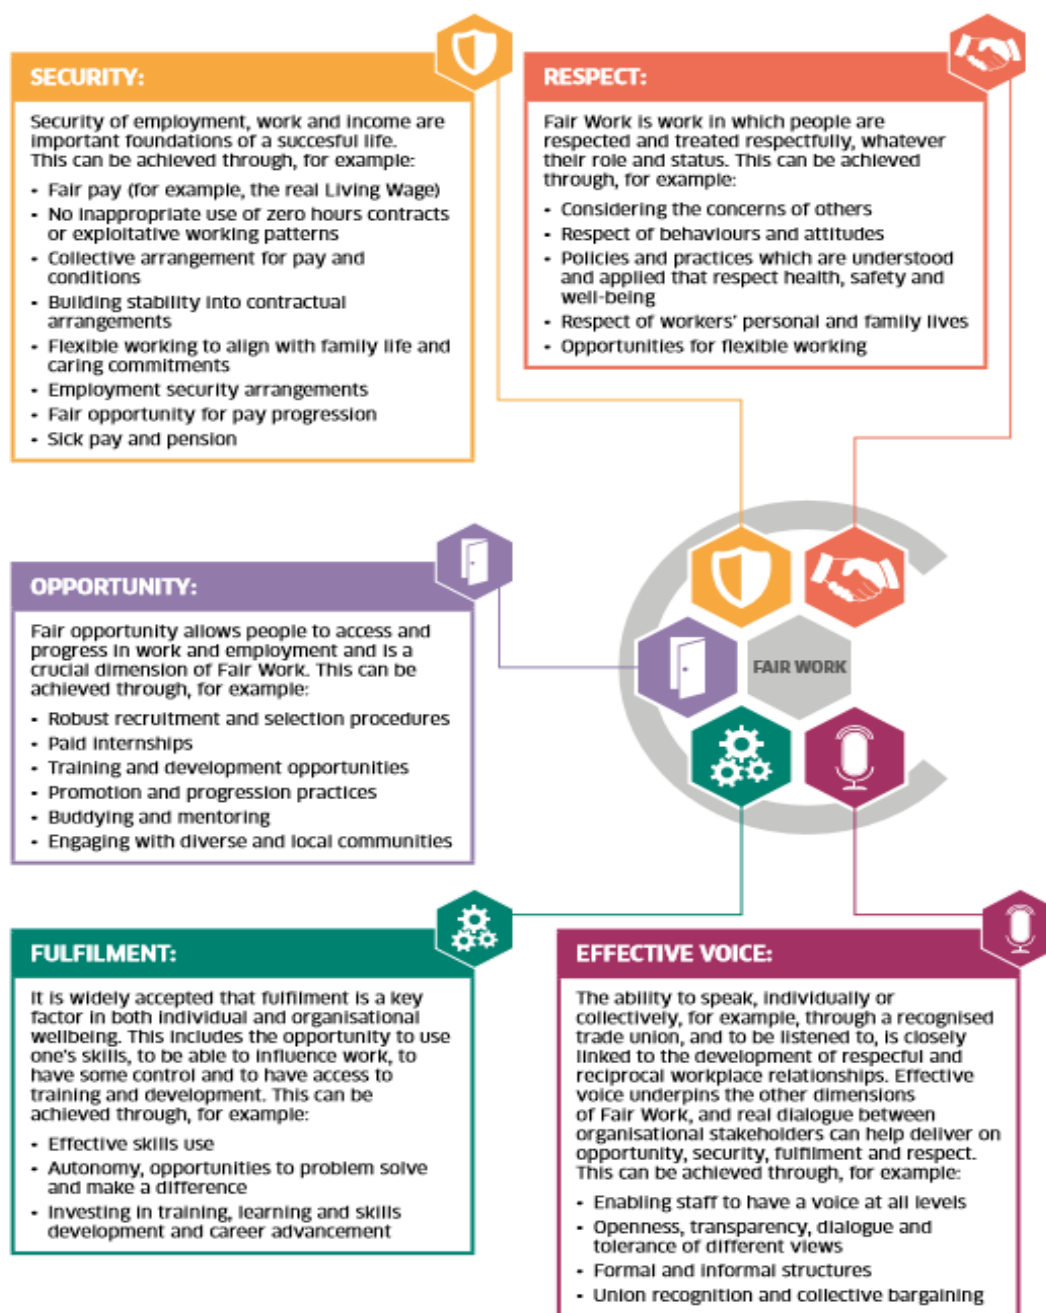 SECURITY:
Security of employment, work and income are
important foundations of a succesful life.
This can be achieved through, for example:
- Fair pay (for example, the real Living Wage)
- No inappropriate use of zero hours contracts
or exploitative working patterns
- Collective arrangement for pay and
conditions
- Building stability into contractual
arrangements
- Flexible working to align with family life and
caring commitments
- Employment security arrangements
- Fair opportunity for pay progression
- Sick pay and pension
RESPECT:
Fair Work is work in which people are
respected and treated respectfully, whatever
their role and status. This can be achieved
through, for example:
- Considering the concerns of others
- Respect of behaviours and attitudes
- Policies and practices which are understood
and applied that respect health, safety and
well-being
- Respect of workers' personal and family lives
- Opportunities for flexible working
OPPORTUNITY:
Fair opportunity allows people to access and
progress in work and employment and is a
crucial dimension of Fair Work. This can be
achieved through, for example:
- Robust recruitment and selection procedures
- Paid internships
- Training and development opportunities
- Promotion and progression practices
- Buddying and mentoring
- Engaging with diverse and local communities
FAIR WORK
FULFILMENT:
It is widely accepted that fulfilment is a key
factor in both individual and organisational
wellbeing. This includes the opportunity to use
one's skills, to be able to influence work, to
have some control and to have access to
training and development. This can be
achieved through, for example:
- Effective skills use
- Autonomy, opportunities to problem solve
and make a difference
- Investing in training, learning and skills
development and career advancement
EFFECTIVE VOICE:
The ability to speak, individually or
collectively, for example, through a recognised
trade union, and to be listened to, is closely
linked to the development of respecful and
reciprocal workplace relationships. Effective
voice underpins the other dimensions
of Fair Work, and real dialogue between
organisational stakeholders can help deliver on
opportunity, security, fulfilment and respect.
This can be achieved through, for example:
- Enabling staff to have a voice at all levels
- Openness, transparency, dialogue and
tolerance of different views
- Formal and informal structures
- Union recognition and collective bargaining